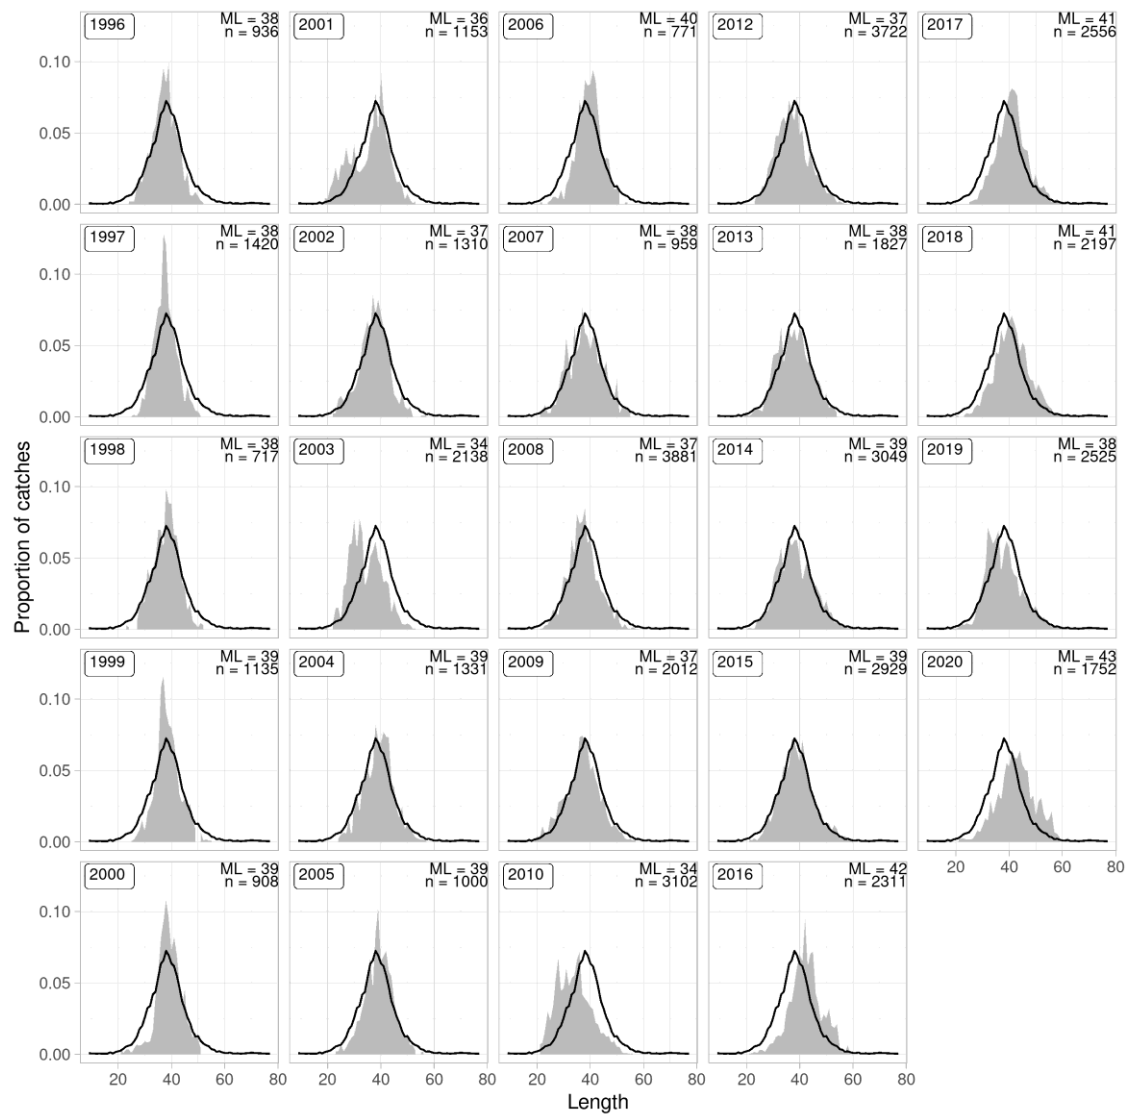 1996 ML = 38
n = 936
2001 ML = 36
n = 1153
2006 ML = 40
n = 771
2012 ML = 37
n = 3722
2017 ML = 41
n = 2556
0.10
0.05
0.00
1997 ML = 38
n = 1420
2002 ML = 37
n = 1310
2007 ML = 38
n = 959
2013 ML = 38
n = 1827
2018 ML = 41
n = 2197
0.10
0.05
0.00
Proportion of catches
1998 ML = 38
n = 717
2003 ML = 34
n = 2138
2008 ML = 37
n = 3881
2014 ML = 39
n = 3049
2019 ML = 38
n = 2525
0.10
0.05
0.00
1999 ML = 39
n = 1135
2004 ML = 39
n = 1331
2009 ML = 37
n = 2012
2015 ML = 39
n = 2929
2020 ML = 43
n = 1752
0.10
0.05
0.00
20 40 60 80
2000 ML = 39
n = 908
2005 ML = 39
n = 1000
2010 ML = 34
n = 3102
2016 ML = 42
n = 2311
0.10
0.05
0.00
20 40 60 80 20 40 60 80 20 40 60 80 20 40 60 80
Length